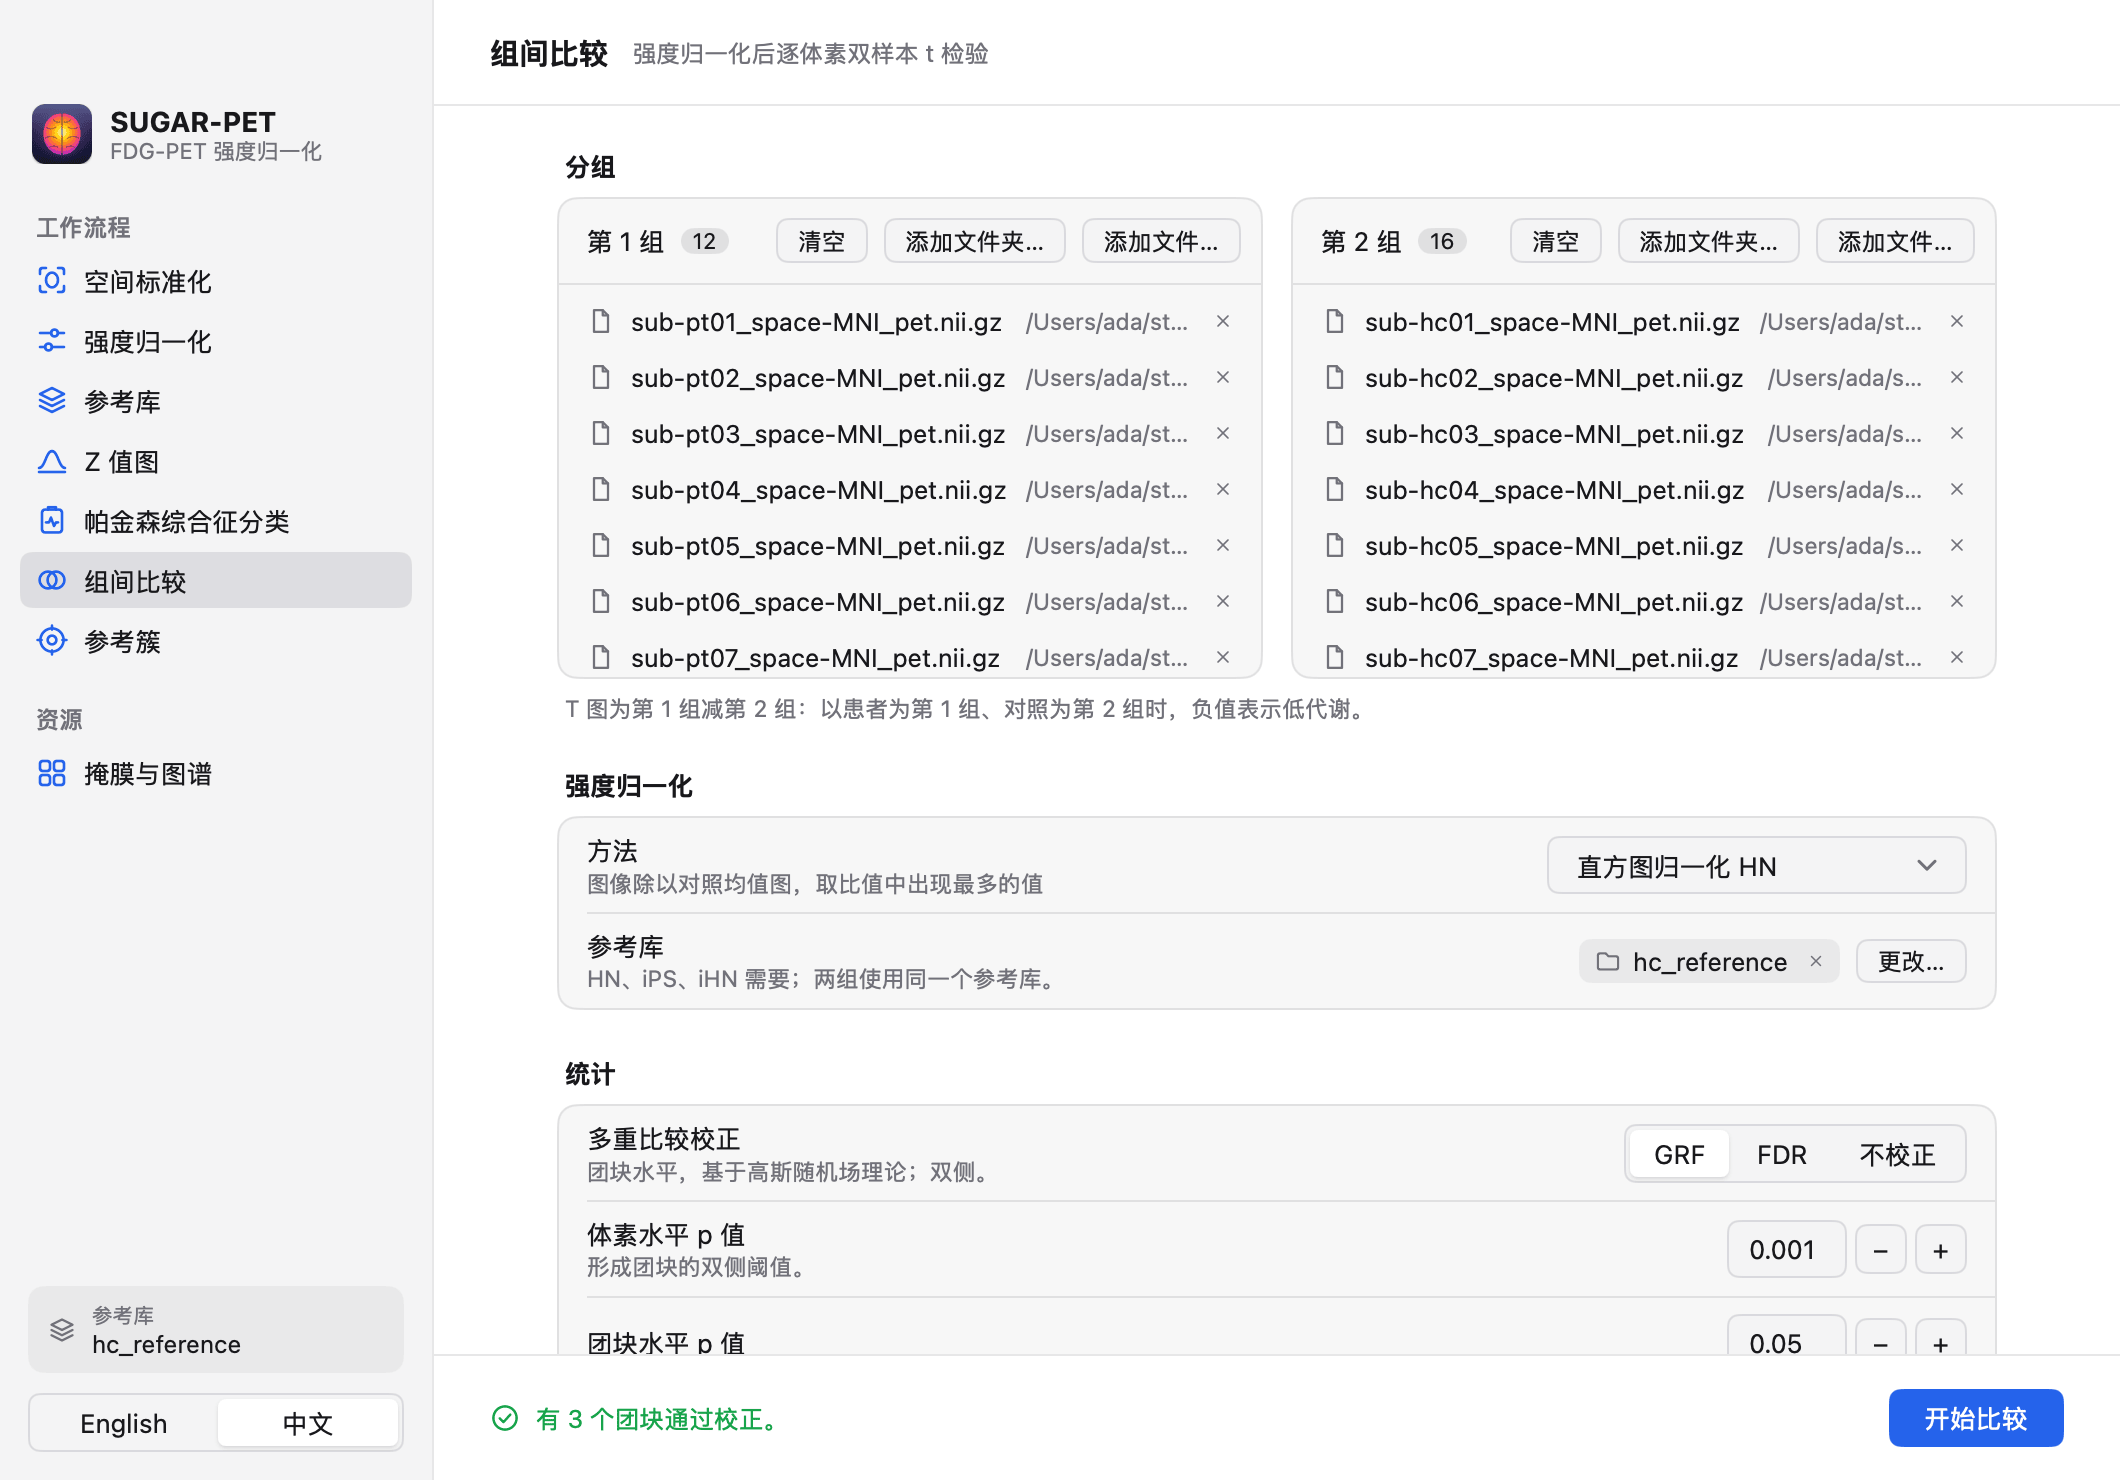 SUGAR-PET
FDG-PET 强度归一化
工作流程
空间标准化
强度归一化
参考库
Z 值图
帕金森综合征分类
组间比较
参考簇
资源
掩膜与图谱
参考库
hc_reference
English 中文
组间比较 强度归一化后逐体素双样本 t 检验
分组
第 1 组 12 清空 添加文件夹... 添加文件...
sub-pt01_space-MNI_pet.nii.gz /Users/ada/st... ×
sub-pt02_space-MNI_pet.nii.gz /Users/ada/st... ×
sub-pt03_space-MNI_pet.nii.gz /Users/ada/st... ×
sub-pt04_space-MNI_pet.nii.gz /Users/ada/st... ×
sub-pt05_space-MNI_pet.nii.gz /Users/ada/st... ×
sub-pt06_space-MNI_pet.nii.gz /Users/ada/st... ×
sub-pt07_space-MNI_pet.nii.gz /Users/ada/st... ×
第 2 组 16 清空 添加文件夹... 添加文件...
sub-hc01_space-MNI_pet.nii.gz /Users/ada/st... ×
sub-hc02_space-MNI_pet.nii.gz /Users/ada/s... ×
sub-hc03_space-MNI_pet.nii.gz /Users/ada/s... ×
sub-hc04_space-MNI_pet.nii.gz /Users/ada/s... ×
sub-hc05_space-MNI_pet.nii.gz /Users/ada/s... ×
sub-hc06_space-MNI_pet.nii.gz /Users/ada/st... ×
sub-hc07_space-MNI_pet.nii.gz /Users/ada/st... ×
T 图为第 1 组减第 2 组：以患者为第 1 组、对照为第 2 组时，负值表示低代谢。
强度归一化
方法
图像除以对照均值图，取比值中出现最多的值
直方图归一化 HN
参考库
HN、iPS、iHN 需要；两组使用同一个参考库。
hc_reference × 更改...
统计
多重比较校正
团块水平，基于高斯随机场理论；双侧。
GRF FDR 不校正
体素水平 p 值
形成团块的双侧阈值。
0.001 − +
团块水平 p 值
0.05 − +
有 3 个团块通过校正。
开始比较